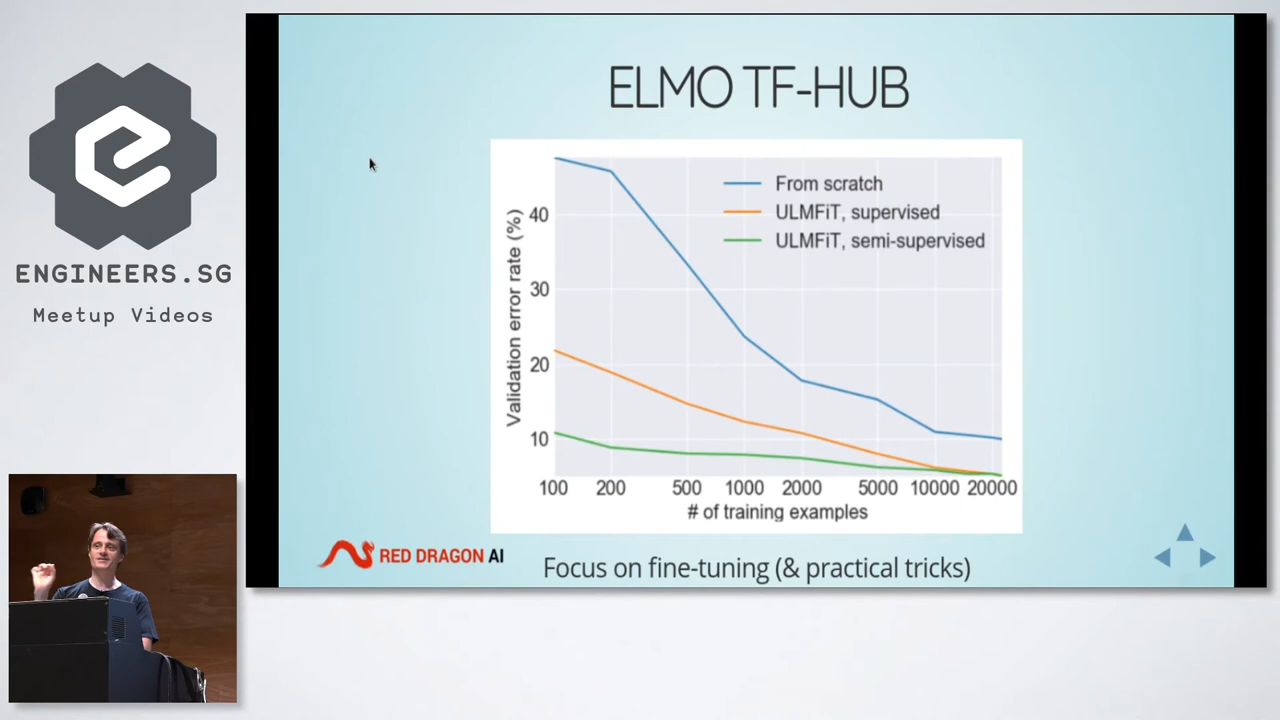 ENGINEERS.SG
Meetup Videos
ELMO TF-HUB
From scratch
ULMFiT, supervised
ULMFiT, semi-supervised
Validation error rate (%)
40
30
20
10
100 200 500 1000 2000 5000 10000 20000
# of training examples
RED DRAGON AI
Focus on fine-tuning (& practical tricks)